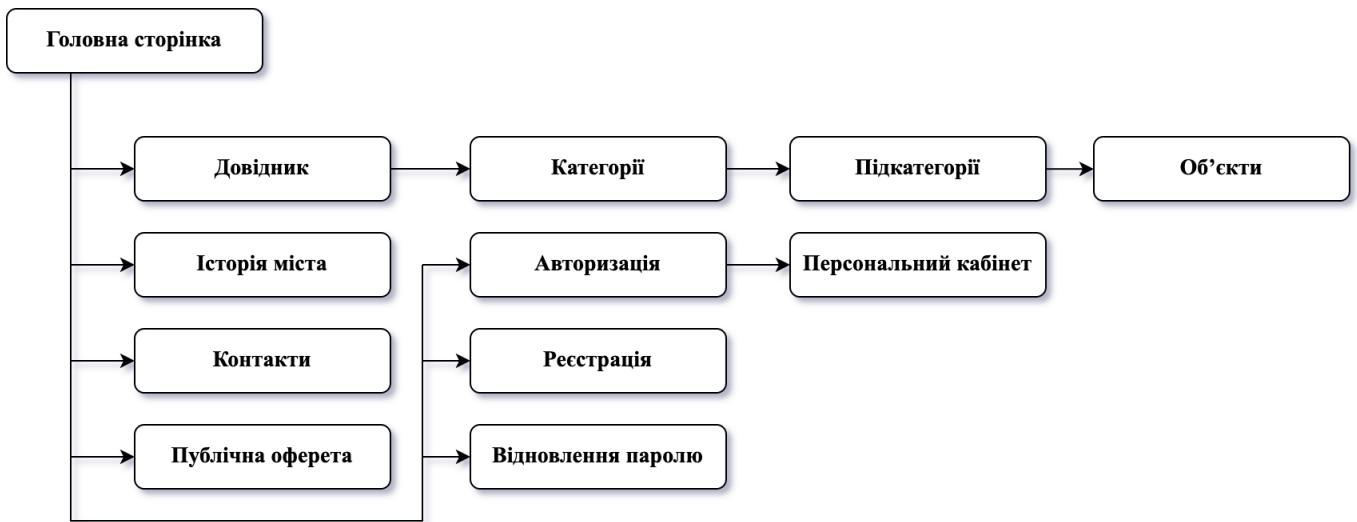 Головна сторінка
Довідник
Категорії
Підкатегорії
Об’єкти
Історія міста
Авторизація
Персональний кабінет
Контакти
Реєстрація
Публічна оферета
Відновлення паролю